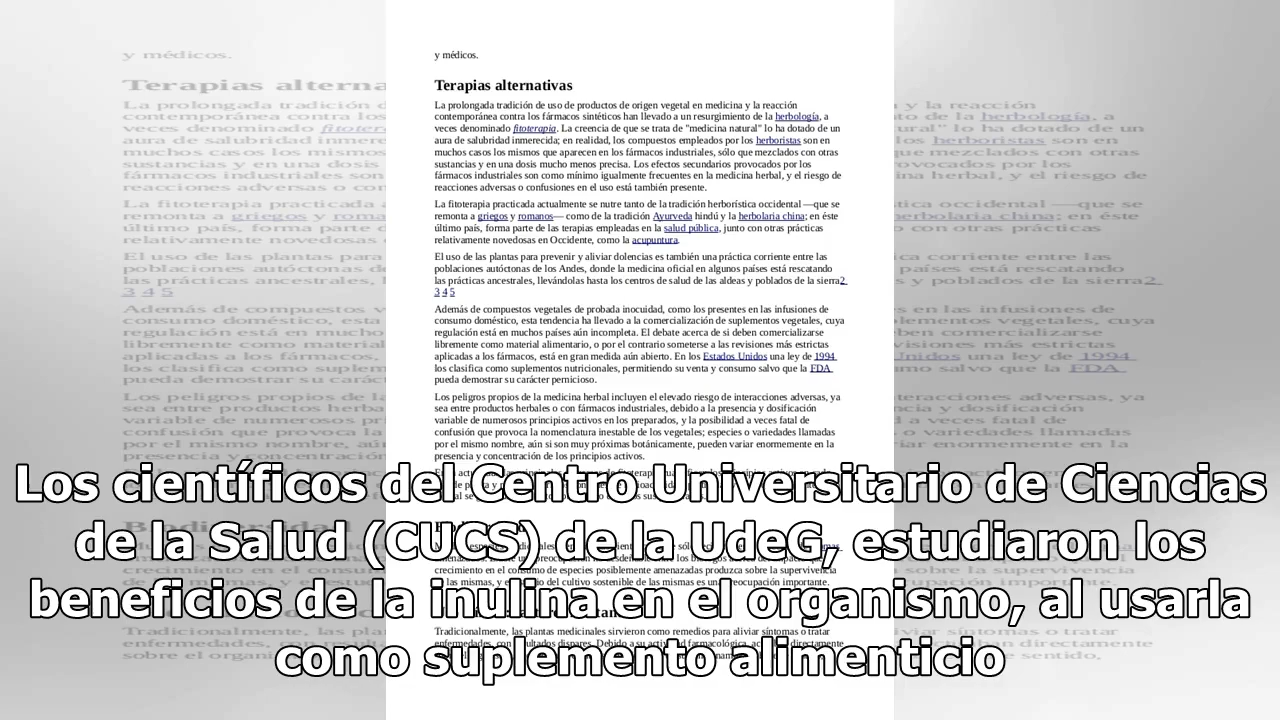 y médicos.
Terapias alternativas
La prolongada tradición de uso de productos de origen vegetal en medicina y la reacción
contemporánea contra los fármacos sintéticos han llevado a un resurgimiento de la herbología, a
veces denominado fitoterapia. La creencia de que se trata de "medicina natural" lo ha dotado de un
aura de salubridad inmerecida; en realidad, los compuestos empleados por los herboristas son en
muchos casos los mismos que aparecen en los fármacos industriales, sólo que mezclados con otras
sustancias y en una dosis mucho menos precisa. Los efectos secundarios provocados por los
fármacos industriales son como mínimo igualmente frecuentes en la medicina herbal, y el riesgo de
reacciones adversas o confusiones en el uso está también presente.
La fitoterapia practicada actualmente se nutre tanto de la tradición herborística occidental —que se
remonta a griegos y romanos— como de la tradición Ayurveda hindú y la herbolaria china; en éste
último país, forma parte de las terapias empleadas en la salud pública, junto con otras prácticas
relativamente novedosas en Occidente, como la acupuntura.
El uso de las plantas para prevenir y aliviar dolencias es también una práctica corriente entre las
poblaciones autóctonas de los Andes, donde la medicina oficial en algunos países está rescatando
las prácticas ancestrales, llevándolas hasta los centros de salud de las aldeas y poblados de la sierra2
3 4 5
Además de compuestos vegetales de probada inocuidad, como los presentes en las infusiones de
consumo doméstico, esta tendencia ha llevado a la comercialización de suplementos vegetales, cuya
regulación está en muchos países aún incompleta. El debate acerca de si deben comercializarse
libremente como material alimentario, o por el contrario someterse a las revisiones más estrictas
aplicadas a los fármacos, está en gran medida aún abierto. En los Estados Unidos una ley de 1994
los clasifica como suplementos nutricionales, permitiendo su venta y consumo salvo que la FDA
pueda demostrar su carácter pernicioso.
Los peligros propios de la medicina herbal incluyen el elevado riesgo de interacciones adversas, ya
sea entre productos herbales o con fármacos industriales, debido a la presencia y dosificación
variable de numerosos principios activos en los preparados, y la posibilidad a veces fatal de
confusión que provoca la nomenclatura inestable de los vegetales; especies o variedades llamadas
por el mismo nombre, aún si son muy próximas botánicamente, pueden variar enormemente en la
presencia y concentración de los principios activos.
Los científicos del Centro Universitario de Ciencias
de la Salud (CUCS) de la UdeG, estudiaron los
beneficios de la inulina en el organismo, al usarla
como suplemento alimenticio
crecimiento en el consumo de especies posiblemente amenazadas produzca sobre la supervivencia
Tradicionalmente, las plantas medicinales sirvieron como remedios para aliviar síntomas o tratar